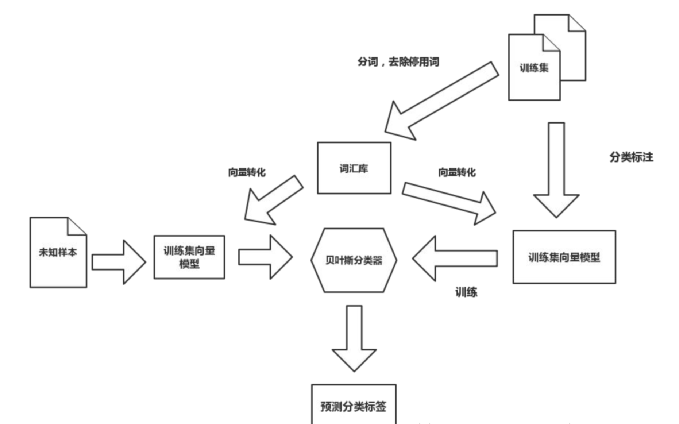 分词，去除停用词
训练集
分类标注
词汇库
向量转化
向量转化
未知样本
训练集向量
模型
贝叶斯分类器
训练集向量模型
训练
预测分类标签